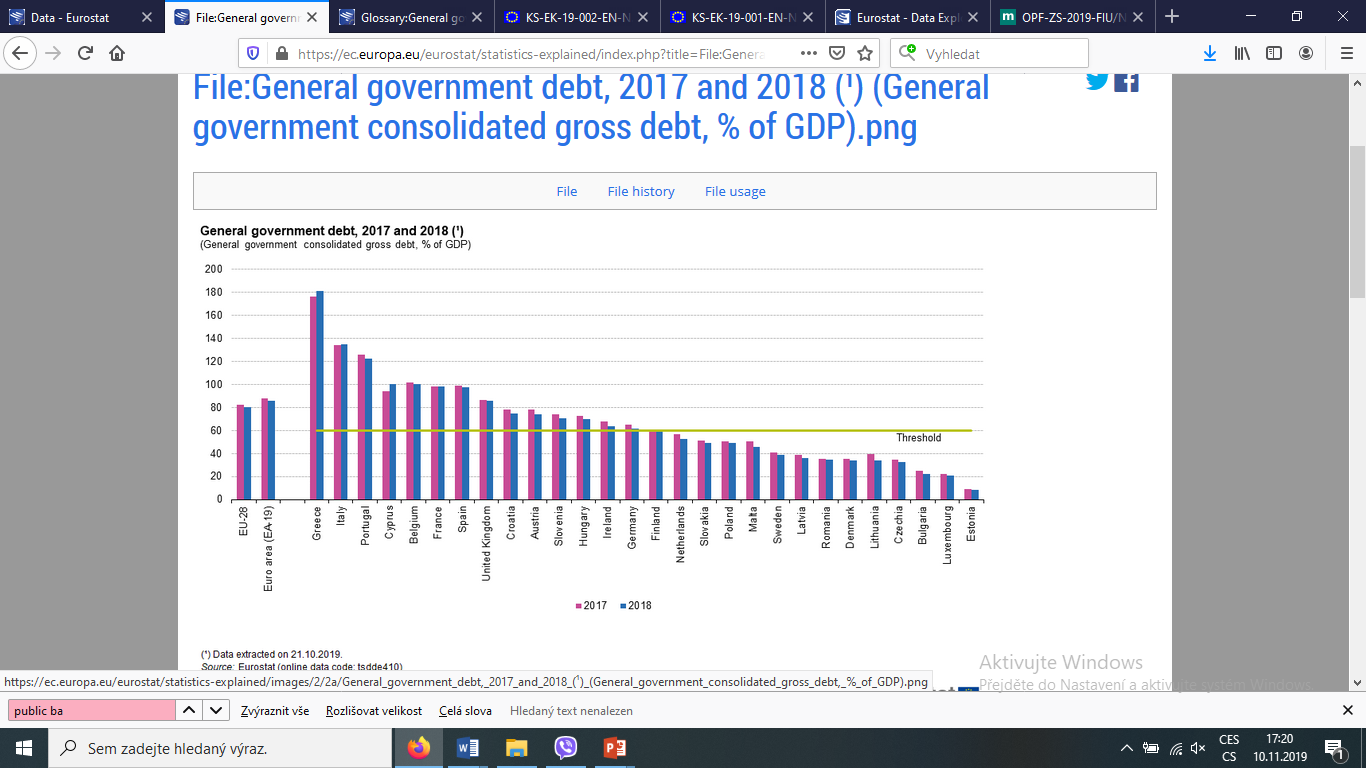 Data - Eurostat
File:General governm
Glossary:General go
KS-EK-19-002-EN-N
KS-EK-19-001-EN-N
Eurostat - Data Expl
OPF-ZS-2019-FIU/N
https://ec.europa.eu/eurostat/statistics-explained/index.php?title=File:Genera
Vyhledat
File:General government debt, 2017 and 2018 (¹) (General
government consolidated gross debt, % of GDP).png
File File history File usage
General government debt, 2017 and 2018 (¹)
(General government consolidated gross debt, % of GDP)
200
180
160
140
120
100
80
60
40
20
0
Threshold
EU-28
Euro area (EA-19)
Greece
Italy
Portugal
Cyprus
Belgium
France
Spain
United Kingdom
Croatia
Austria
Slovenia
Hungary
Ireland
Germany
Finland
Netherlands
Slovakia
Poland
Malta
Sweden
Latvia
Romania
Denmark
Lithuania
Czechia
Bulgaria
Luxembourg
Estonia
2017 2018
(¹) Data extracted on 21.10.2019.
Source: Eurostat (online data code: tsdde410)
Aktivujte Windows
Přejděte do Nastavení a aktivujte systém Windows.
https://ec.europa.eu/eurostat/statistics-explained/images/2/2a/General_government_debt,_2017_and_2018_(¹)_(General_government_consolidated_gross_debt,_%_of_GDP).png
public ba
Zvýraznit vše Rozlišovat velikost Celá slova Hledaný text nenalezen
Sem zadejte hledaný výraz.
CES
CS
17:20
10.11.2019
1